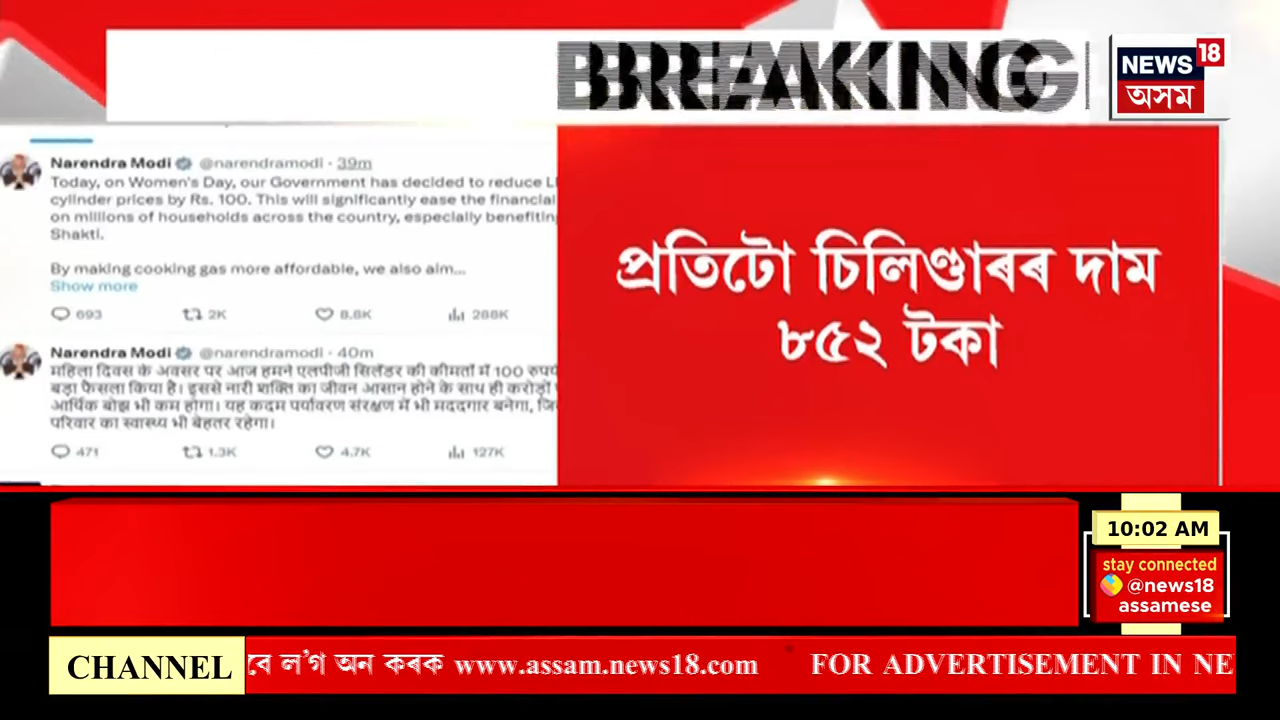 BREAKING
NEWS 18
অসম
Narendra Modi @narendramodi · 39m
Today, on Women's Day, our Government has decided to reduce
cylinder prices by Rs. 100. This will significantly ease the financial
on millions of households across the country, especially benefiting
Shakti.
By making cooking gas more affordable, we also aim...
Show more
693 2K 8.8K 288K
Narendra Modi @narendramodi · 40m
महिला दिवस के अवसर पर आज हमने एलपीजी सिलेंडर की कीमतों में 100
बड़ा फैसला किया है। इससे नारी शक्ति का जीवन आसान होने के साथ ही करोड़ों
आर्थिक बोझ भी कम होगा। यह कदम पर्यावरण संरक्षण में भी मददगार बनेगा,
परिवार का स्वास्थ्य भी बेहतर रहेगा।
471 1.3K 4.7K 127K
প্ৰতিটো চিলিণ্ডাৰৰ দাম
৮৫২ টকা
10:02 AM
stay connected
@news18
assamese
CHANNEL বে ল'গ অন কৰক www.assam.news18.com FOR ADVERTISEMENT IN NE